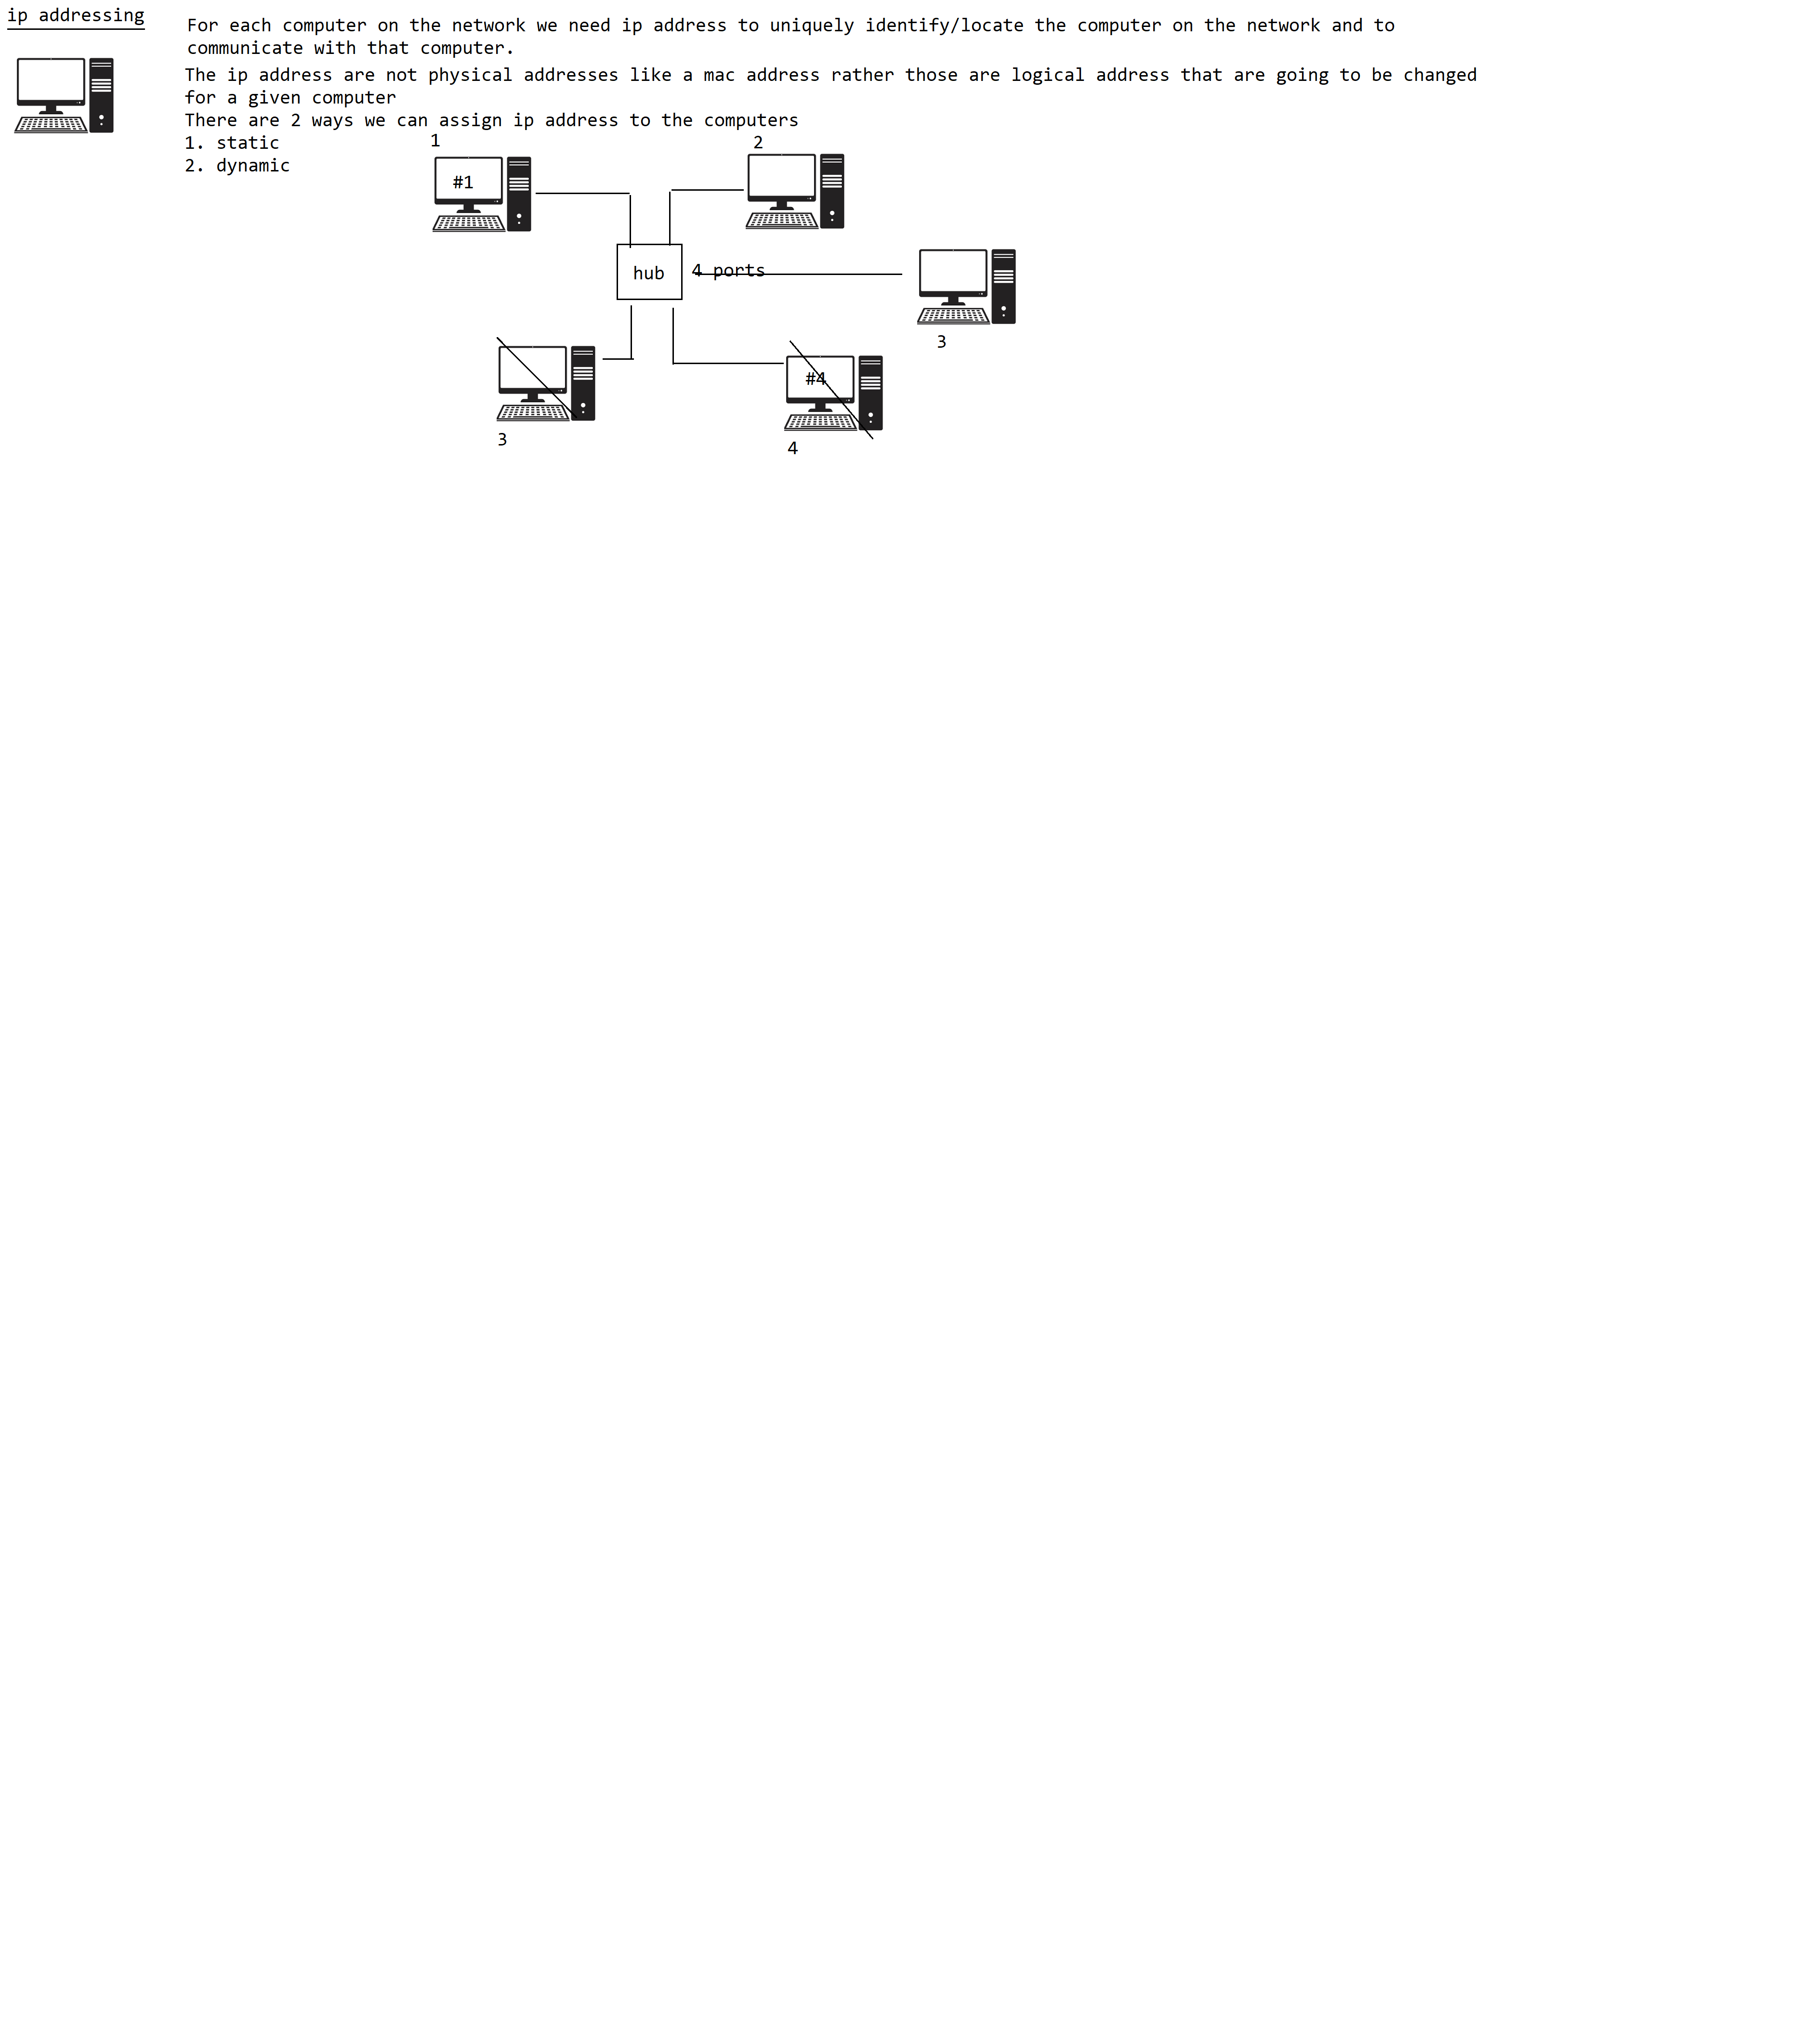 ip addressing
For each computer on the network we need ip address to uniquely identify/locate the computer on the network and to
communicate with that computer.
The ip address are not physical addresses like a mac address rather those are logical address that are going to be changed
for a given computer
There are 2 ways we can assign ip address to the computers
1. static
2. dynamic
1
2
#1
hub
4 ports
3
#4
3
4